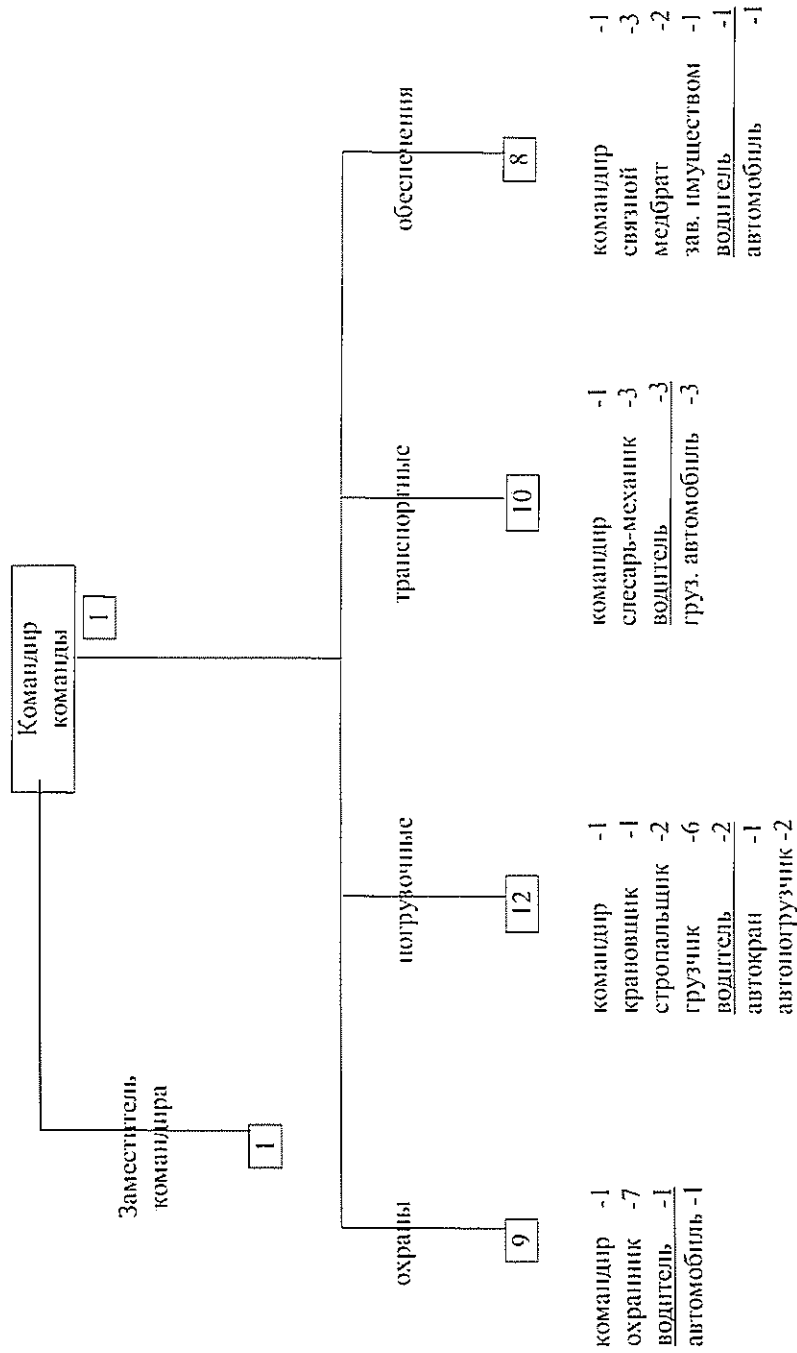 Командир
команды
1
Заместитель
командира
1
охраны
9
командир -1
охранник -7
водитель -1
автомобиль -1
погрузочные
12
командир -1
крановщик -1
стропальщик -2
грузчик -6
водитель -2
автокран -1
автопогрузчик -2
транспортные
10
командир -1
слесарь-механик -3
водитель -3
груз. автомобиль -3
обеспечения
8
командир -1
связной -3
медбрат -2
зав. имуществом -1
водитель -1
автомобиль -1